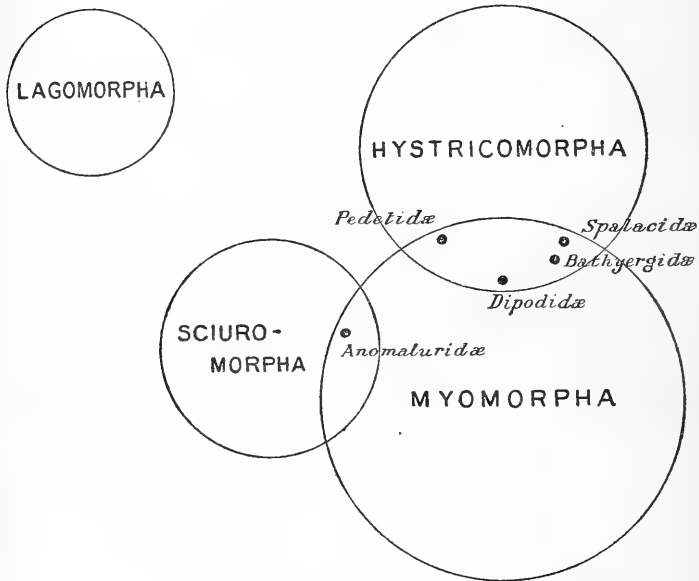 LAGOMORPHA
HYSTRICOMORPHA
Pedetidæ
Spalacidæ
Bathyergidæ
Dipodidæ
SCIURO-
MORPHA
Anomaluridæ
MYOMORPHA